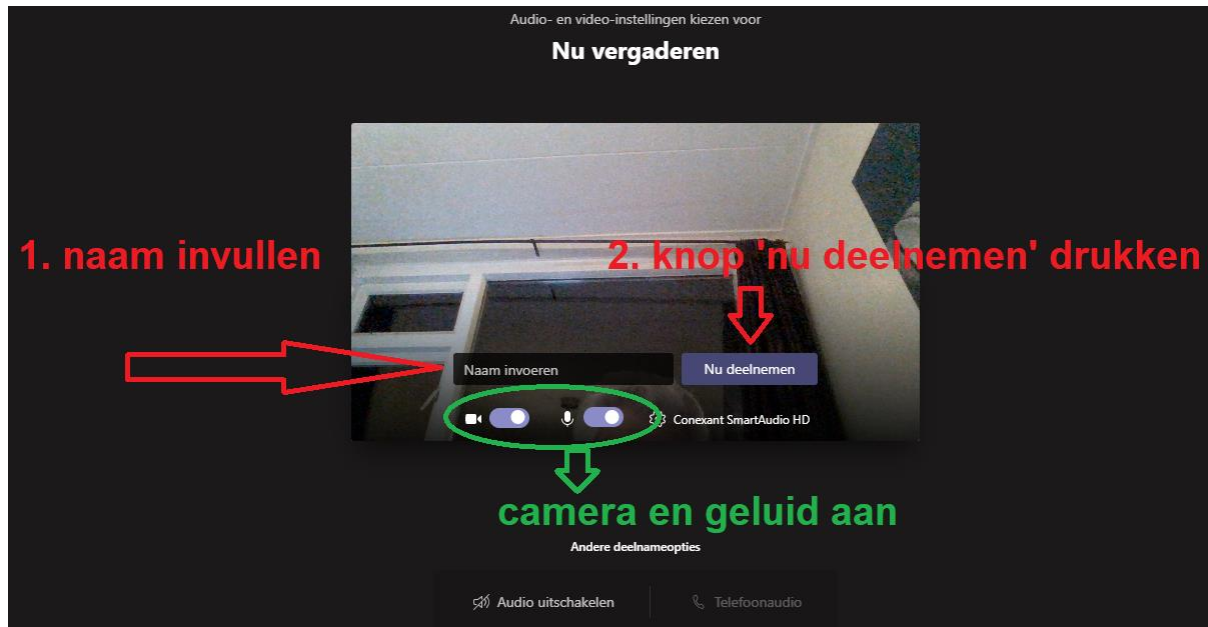 Audio- en video-instellingen kiezen voor
Nu vergaderen
1. naam invullen
2. knop 'nu deelnemen' drukken
Naam invoeren
Nu deelnemen
Conexant SmartAudio HD
camera en geluid aan
Andere deelnameopties
Audio uitschakelen
Telefoonaudio